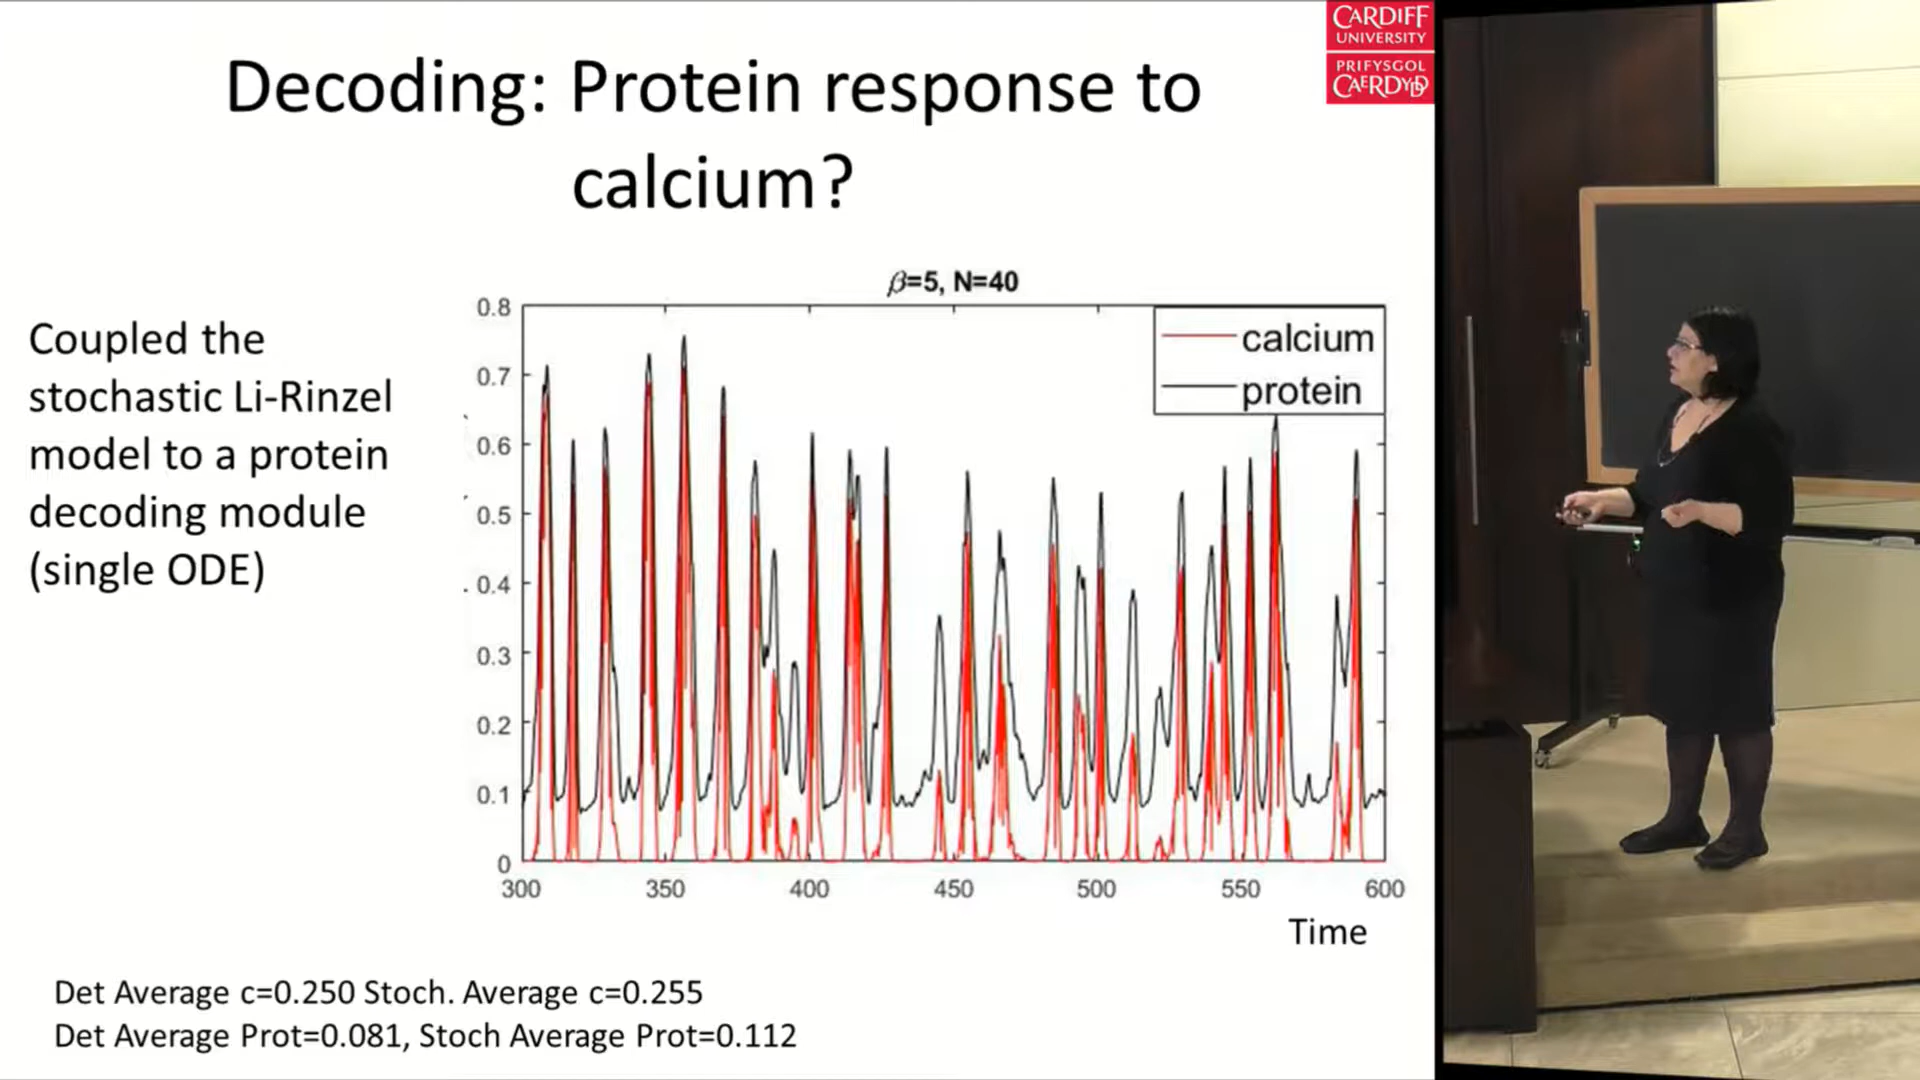 CARDIFF
UNIVERSITY
PRIFYSGOL
CAERDYDD
Decoding: Protein response to
calcium?
Coupled the
stochastic Li-Rinzel
model to a protein
decoding module
(single ODE)
β=5, N=40
calcium
protein
0.8
0.7
0.6
0.5
0.4
0.3
0.2
0.1
0
300 350 400 450 500 550 600
Time
Det Average c=0.250 Stoch. Average c=0.255
Det Average Prot=0.081, Stoch Average Prot=0.112